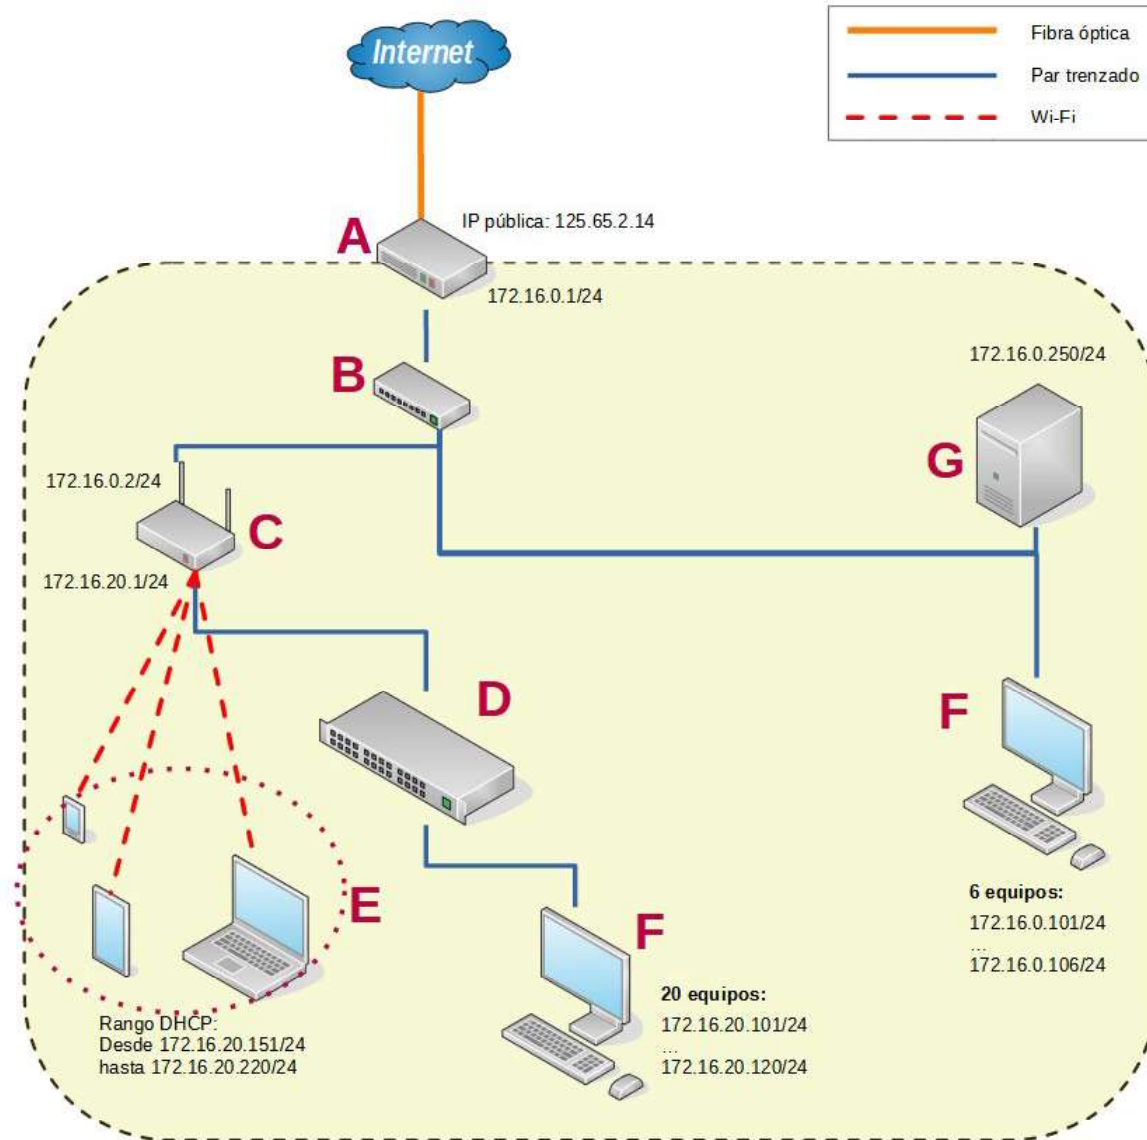 Internet
Fibra óptica
Par trenzado
Wi-Fi
A
IP pública: 125.65.2.14
172.16.0.1/24
B
172.16.0.250/24
G
172.16.0.2/24
C
172.16.20.1/24
D
F
6 equipos:
172.16.0.101/24
...
172.16.0.106/24
E
F
20 equipos:
172.16.20.101/24
...
172.16.20.120/24
Rango DHCP:
Desde 172.16.20.151/24
hasta 172.16.20.220/24